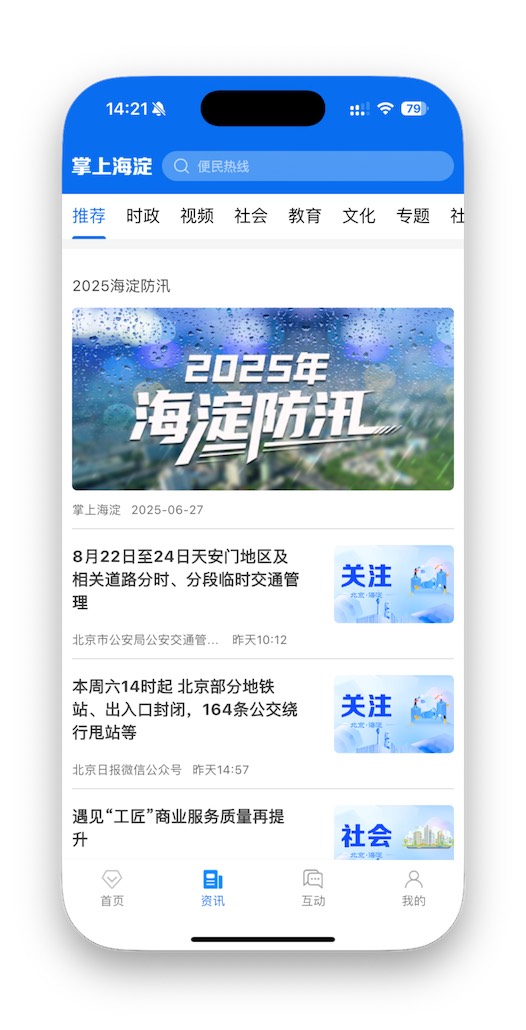 14:21
79
掌上海淀
便民热线
推荐 时政 视频 社会 教育 文化 专题 社
2025海淀防汛
2025年
海淀防汛
掌上海淀 2025-06-27
8月22日至24日天安门地区及
相关道路分时、分段临时交通管
理
关注
北京·海淀
北京市公安局公安交通管... 昨天10:12
本周六14时起 北京部分地铁
站、出入口封闭，164条公交绕
行甩站等
关注
北京·海淀
北京日报微信公众号 昨天14:57
遇见“工匠”商业服务质量再提
升
社会
北京·海淀
首页 资讯 互动 我的